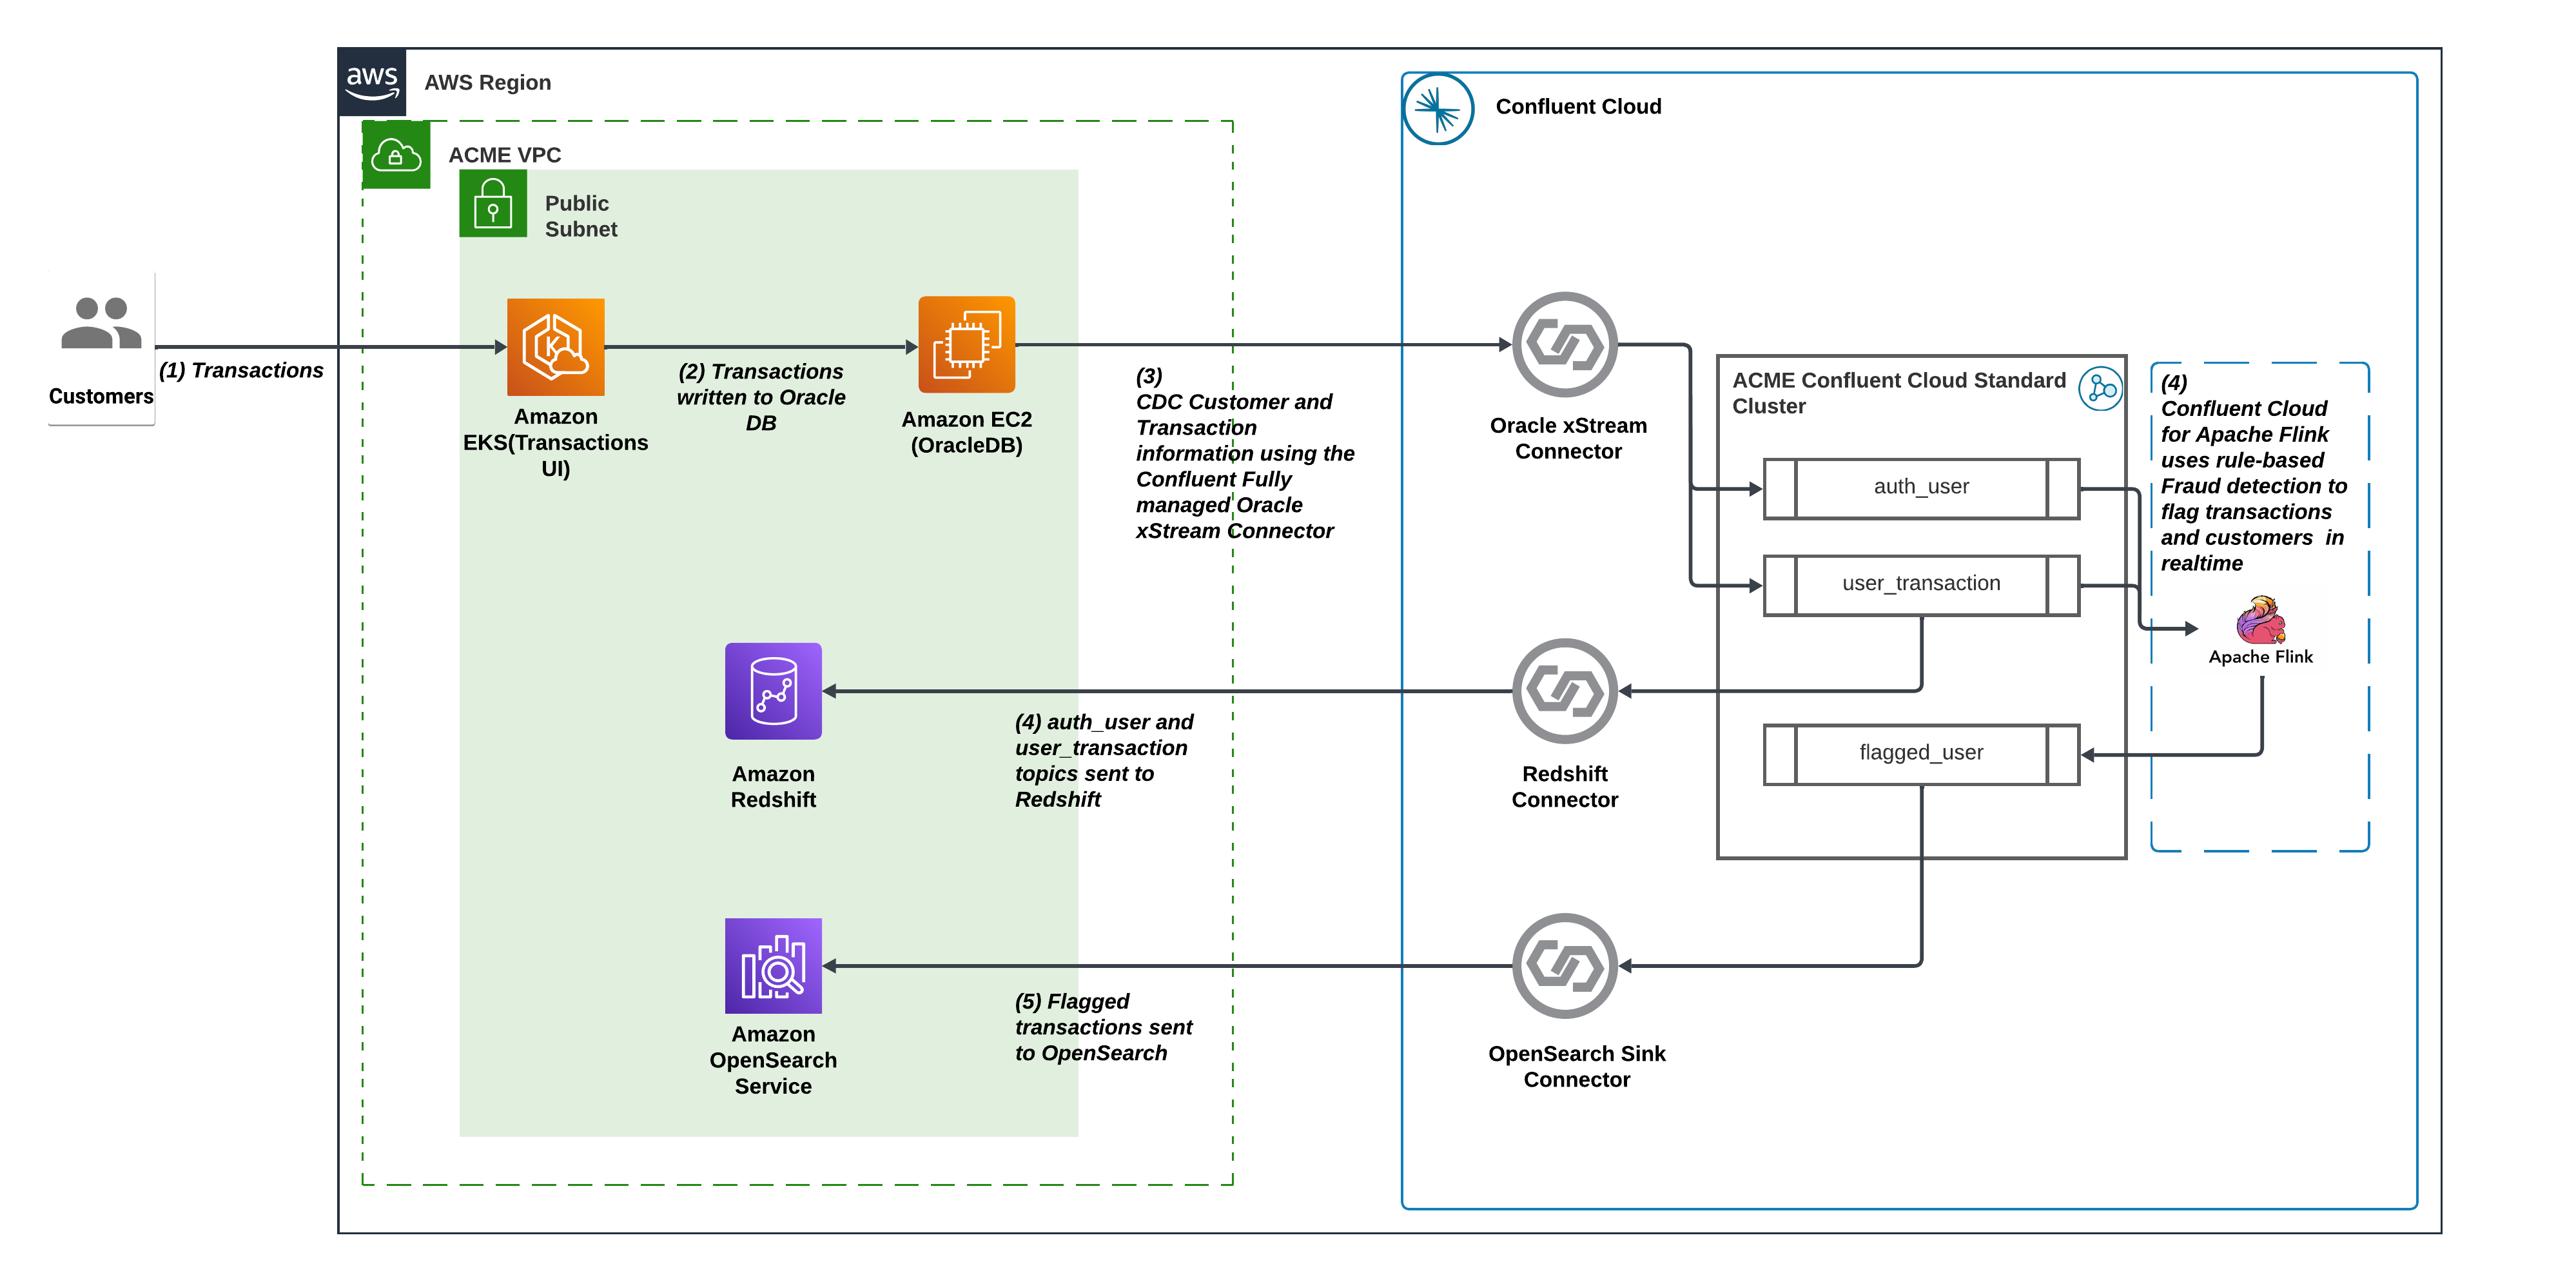 aws
AWS Region
Confluent Cloud
ACME VPC
Public
Subnet
Customers
(1) Transactions
Amazon
EKS(Transactions
UI)
(2) Transactions
written to Oracle
DB
Amazon EC2
(OracleDB)
(3)
CDC Customer and
Transaction
information using the
Confluent Fully
managed Oracle
xStream Connector
Oracle xStream
Connector
ACME Confluent Cloud Standard
Cluster
auth_user
user_transaction
flagged_user
(4)
Confluent Cloud
for Apache Flink
uses rule-based
Fraud detection to
flag transactions
and customers  in
realtime
Apache Flink
Amazon
Redshift
(4) auth_user and
user_transaction
topics sent to
Redshift
Redshift
Connector
Amazon
OpenSearch
Service
(5) Flagged
transactions sent
to OpenSearch
OpenSearch Sink
Connector